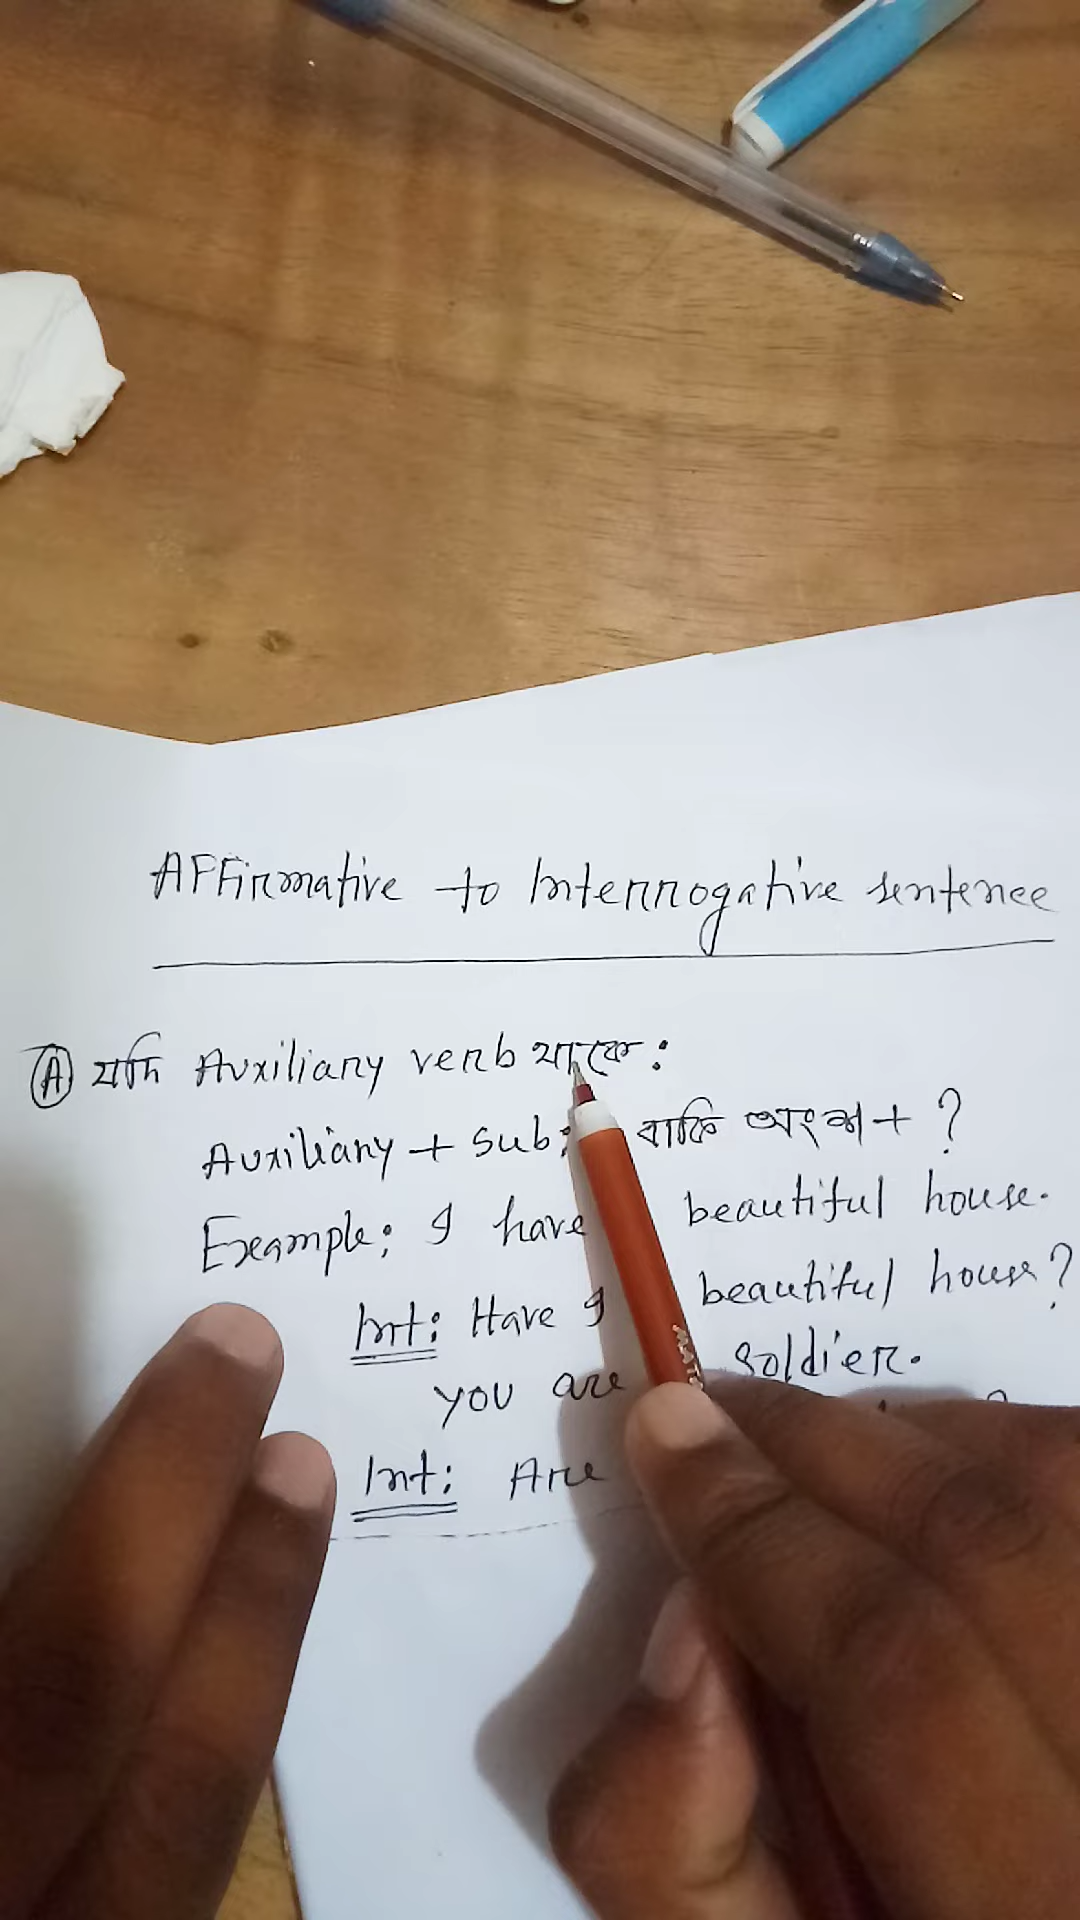 Affirmative to Interrogative sentence
(A) যদি Auxiliary verb থাকে:
Auxiliary + Sub: বাকি অংশ + ?
Example: I have beautiful house.
Int: Have I beautiful house?
you are soldier.
Int: Are